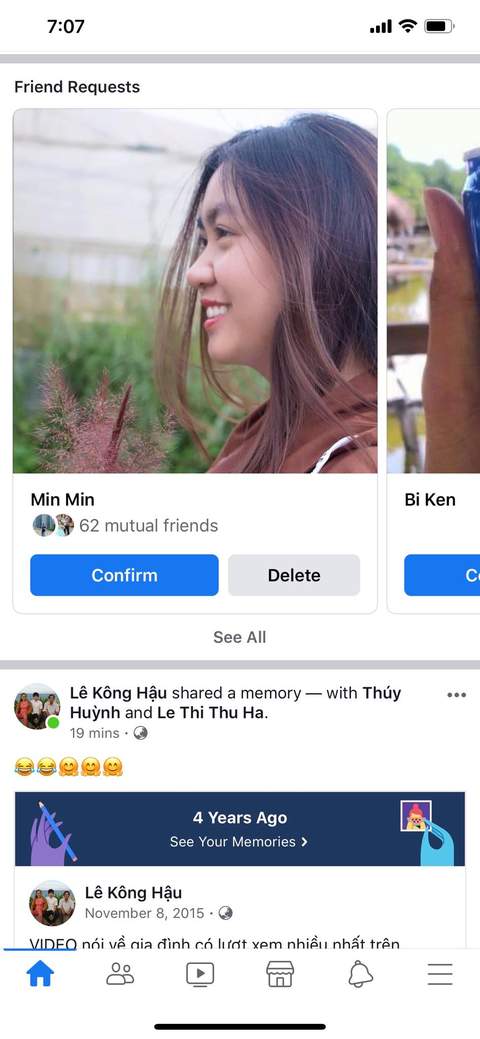 7:07
Friend Requests
Min Min
62 mutual friends
Confirm
Delete
Bi Ken
See All
Lê Kông Hậu shared a memory — with Thúy
Huỳnh and Le Thi Thu Ha.
19 mins ·
😂😂🤗🤗🤗
4 Years Ago
See Your Memories >
Lê Kông Hậu
November 8, 2015 ·
VIDEO nói về gia đình có lượt xem nhiều nhất trên